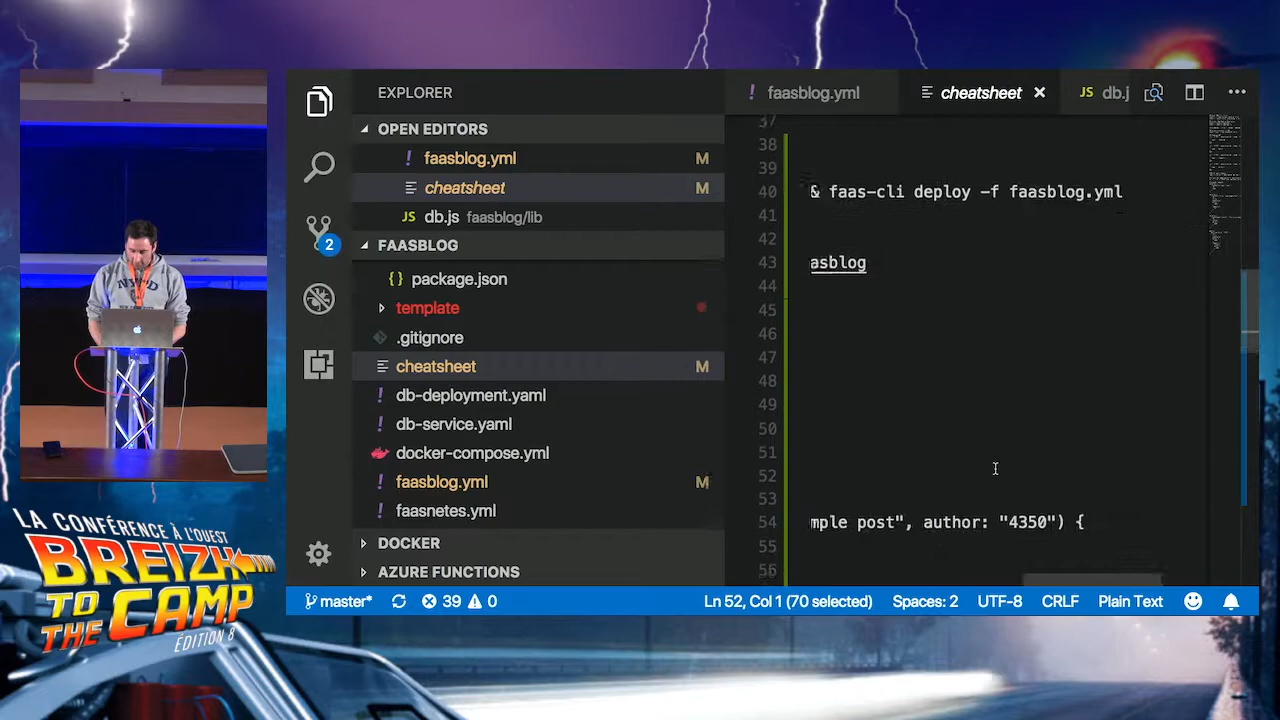 EXPLORER
OPEN EDITORS
! faasblog.yml M
cheatsheet M
JS db.js faasblog/lib
FAASBLOG
{} package.json
template
.gitignore
cheatsheet M
db-deployment.yaml
db-service.yaml
docker-compose.yml
faasblog.yml M
faasnetes.yml
DOCKER
AZURE FUNCTIONS
2
! faasblog.yml
cheatsheet
JS db.j
37
38
39
40 & faas-cli deploy -f faasblog.yml
41
42
43 asblog
44
45
46
47
48
49
50
51
52
53
54 mple post", author: "4350") {
55
56
master* 39 0 Ln 52, Col 1 (70 selected) Spaces: 2 UTF-8 CRLF Plain Text
LA CONFÉRENCE À L'OUEST
BREIZH
TO
THE CAMP
ÉDITION 8